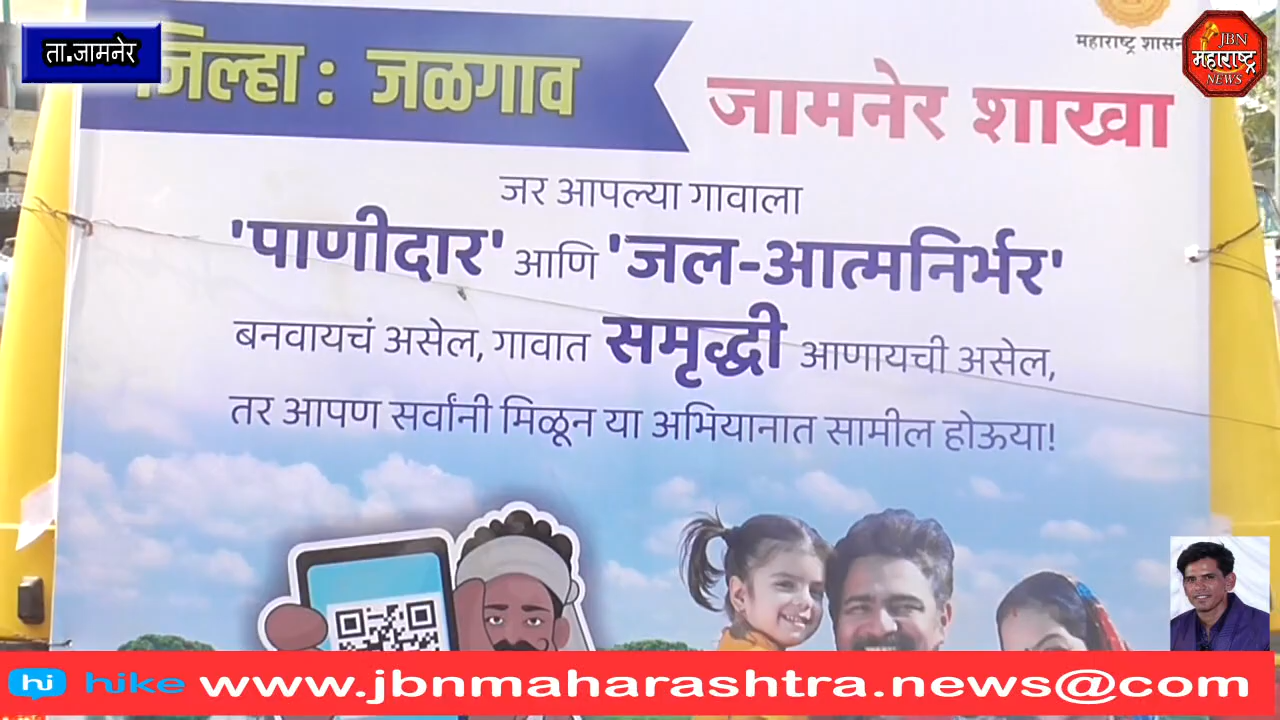 ता.जामनेर
जिल्हा : जळगाव
महाराष्ट्र शासन
JBN
महाराष्ट्र
NEWS
जामनेर शाखा
जर आपल्या गावाला
'पाणीदार' आणि 'जल-आत्मनिर्भर'
बनवायचं असेल, गावात समृद्धी आणायची असेल,
तर आपण सर्वांनी मिळून या अभियानात सामील होऊया!
hi hike www.jbnmaharashtra.news@com